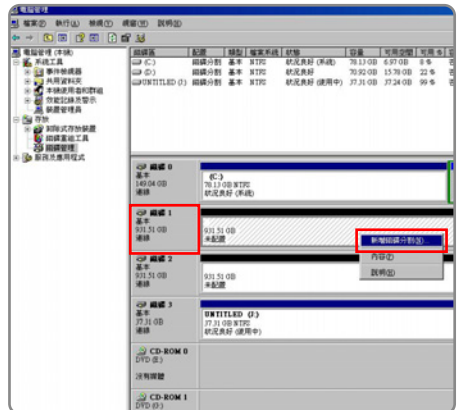 電腦管理
檔案(F) 執行(A) 檢視(V) 視窗(W) 說明(H)
電腦管理 (本機)
系統工具
事件檢視器
共用資料夾
本機使用者和群組
效能記錄及警示
裝置管理員
存放
卸除式存放裝置
磁碟重組工具
磁碟管理
服務及應用程式
磁碟區 配置 類型 檔案系統 狀態 容量 可用空間 可用 %
(C:) 磁碟分割 基本 NTFS 狀況良好 (系統) 78.13 GB 6.97 GB 8 %
(D:) 磁碟分割 基本 NTFS 狀況良好 70.92 GB 15.78 GB 22 %
UNTITLED (J:) 磁碟分割 基本 NTFS 狀況良好 (使用中) 37.31 GB 37.24 GB 99 %
磁碟 0
基本
149.04 GB
連線
(C:)
78.13 GB NTFS
狀況良好 (系統)
磁碟 1
基本
931.51 GB
連線
931.51 GB
未配置
新增磁碟分割(N)...
內容(P)
說明(H)
磁碟 2
基本
931.51 GB
連線
931.51 GB
未配置
磁碟 3
基本
37.31 GB
連線
UNTITLED (J:)
37.31 GB NTFS
狀況良好 (使用中)
CD-ROM 0
DVD (E:)
沒有媒體
CD-ROM 1
DVD (G:)